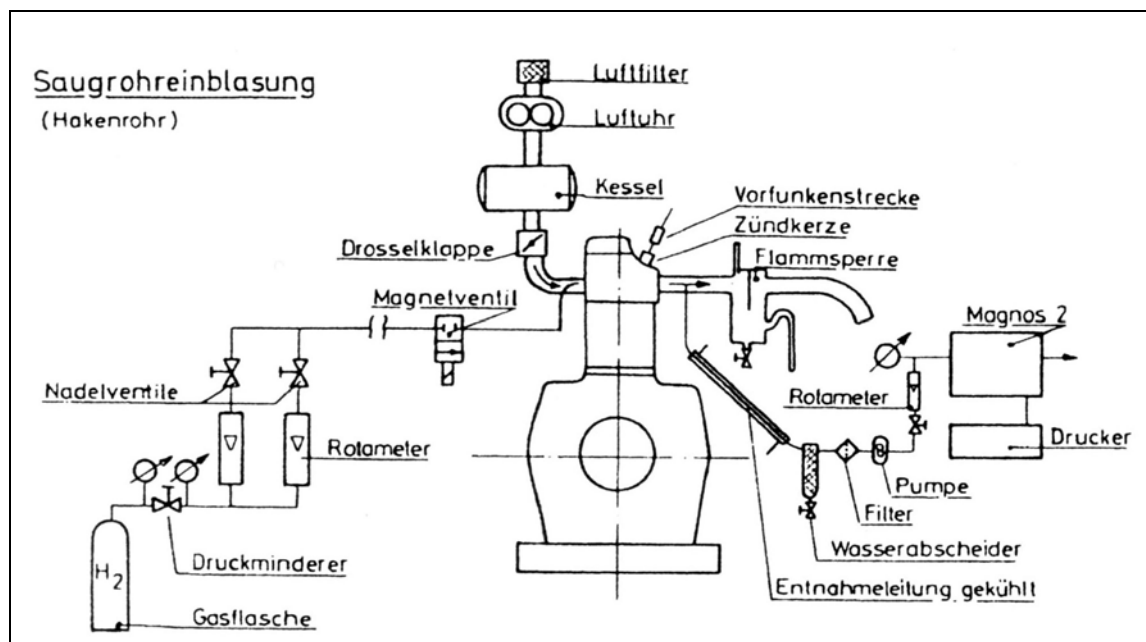 Saugrohreinblasung
(Hakenrohr)
Luftfilter
Luftuhr
Kessel
Vorfunkenstrecke
Zündkerze
Drosselklappe
Flammsperre
Magnetventil
Magnos 2
Nadelventile
Rotameter
Rotameter
Drucker
Pumpe
Filter
Druckminderer
Wasserabscheider
H2
Entnahmeleitung gekühlt
Gasflasche